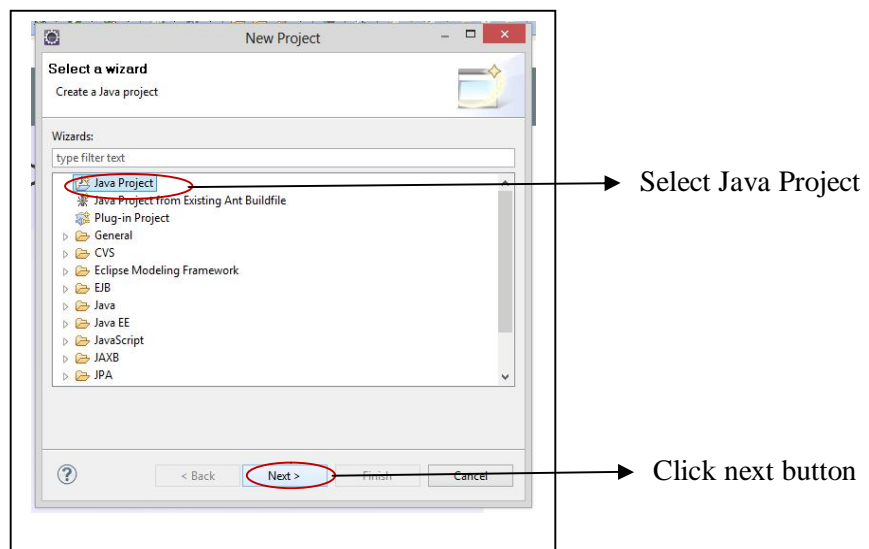 New Project
Select a wizard
Create a Java project
Wizards:
type filter text
Java Project
Select Java Project
Java Project from Existing Ant Buildfile
Plug-in Project
General
CVS
Eclipse Modeling Framework
EJB
Java
Java EE
JavaScript
JAXB
JPA
? < Back Next > Finish Cancel
Click next button